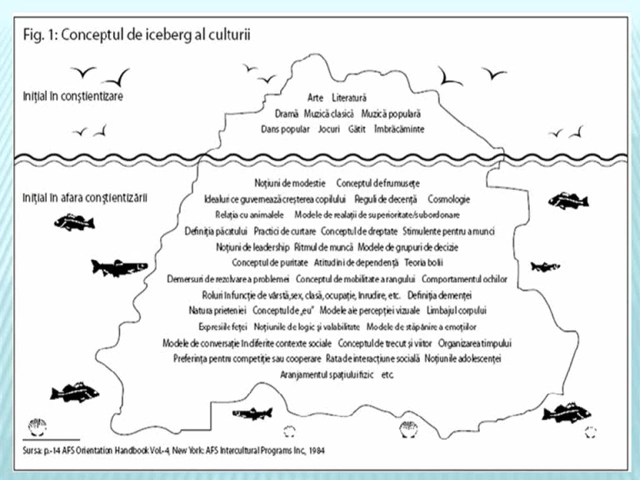 Fig. 1: Conceptul de iceberg al culturii
Inițial în conștientizare
Arte Literatură
Dramă Muzică clasică Muzică populară
Dans popular Jocuri Gătit Îmbrăcăminte
Inițial în afara conștientizării
Noțiuni de modestie Conceptul de frumusețe
Idealuri ce guvernează creșterea copilului Reguli de decență Cosmologie
Relația cu animalele Modele de realații de superioritate/subordonare
Definiția păcatului Practici de curtare Conceptul de dreptate Stimulente pentru a munci
Noțiuni de leadership Ritmul de muncă Modele de grupuri de decizie
Conceptul de puritate Atitudini de dependență Teoria bolii
Demersuri de rezolvare a problemei Conceptul de mobilitate a rangului Comportamentul ochilor
Roluri în funcție de vârstă,sex, clasă, ocupație, înrudire, etc. Definiția demenței
Natura prieteniei Conceptul de „eu” Modele ale percepției vizuale Limbajul corpului
Expresiile feței Noțiunile de logic și valabilitate Modele de stăpânire a emoțiilor
Modele de conversație în diferite contexte sociale Conceptul de trecut și viitor Organizarea timpului
Preferința pentru competiție sau cooperare Rata de interacțiune socială Noțiunile adolescenței
Aranjamentul spațiului fizic etc.
Sursa: p.-14 AFS Orientation Handbook Vol.-4, New York: AFS Intercultural Programs Inc., 1984